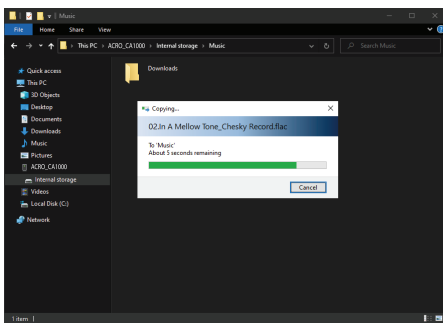 Music
File Home Share View
This PC › ACRO_CA1000 › Internal storage › Music
Search Music
Quick access
This PC
3D Objects
Desktop
Documents
Downloads
Music
Pictures
ACRO_CA1000
Internal storage
Videos
Local Disk (C:)
Network
Downloads
Copying...
02.In A Mellow Tone_Chesky Record.flac
To 'Music'
About 5 seconds remaining
Cancel
1 item